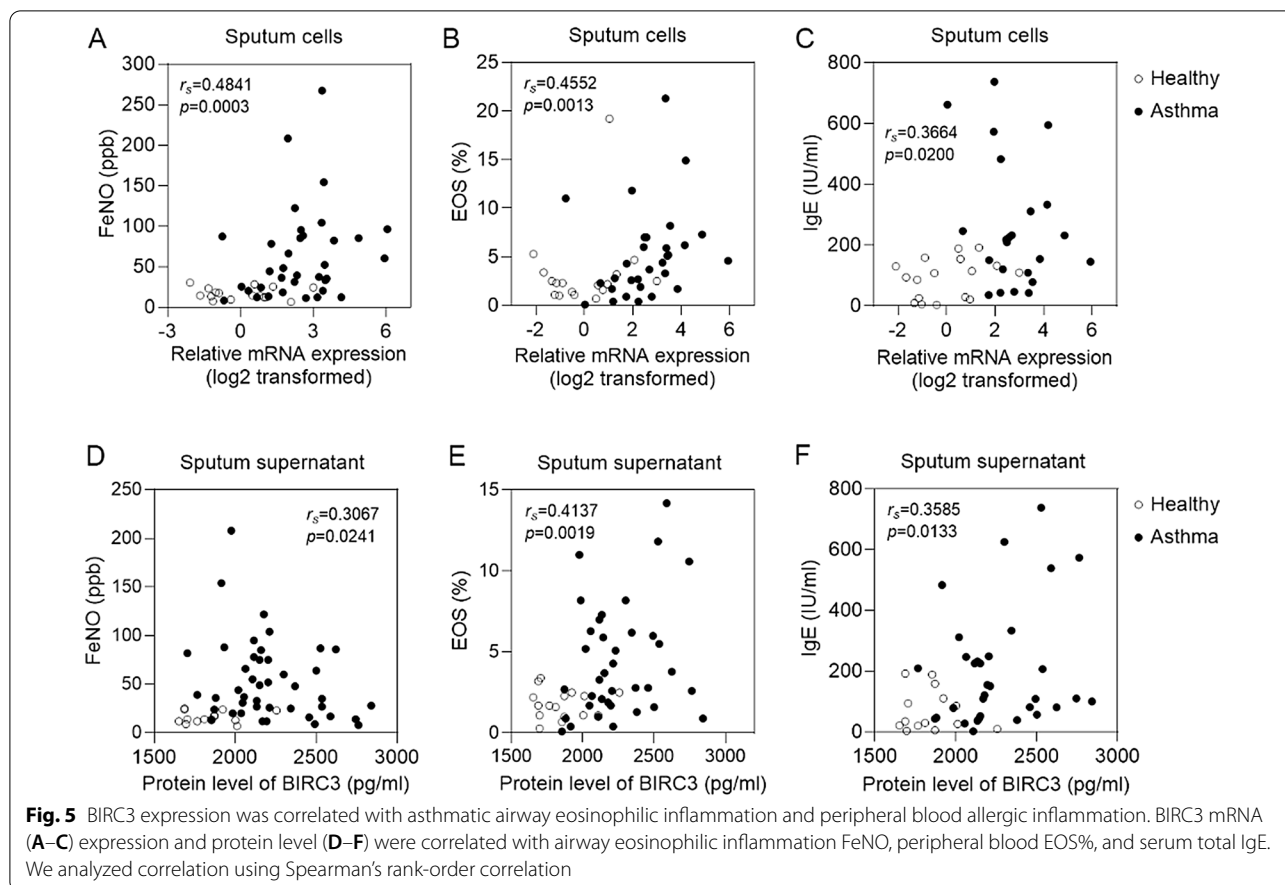 A
Sputum cells
r_s=0.4841
p=0.0003
FeNO (ppb)
300
250
200
150
100
50
0
-3
0
3
6
Relative mRNA expression
(log2 transformed)
B
Sputum cells
r_s=0.4552
p=0.0013
EOS (%)
25
20
15
10
5
0
-2
0
2
4
6
Relative mRNA expression
(log2 transformed)
C
Sputum cells
r_s=0.3664
p=0.0200
IgE (IU/ml)
800
600
400
200
0
-2
0
2
4
6
Relative mRNA expression
(log2 transformed)
Healthy
Asthma
D
Sputum supernatant
r_s=0.3067
p=0.0241
FeNO (ppb)
250
200
150
100
50
0
1500
2000
2500
3000
Protein level of BIRC3 (pg/ml)
E
Sputum supernatant
r_s=0.4137
p=0.0019
EOS (%)
15
10
5
0
1500
2000
2500
3000
Protein level of BIRC3 (pg/ml)
F
Sputum supernatant
r_s=0.3585
p=0.0133
IgE (IU/ml)
800
600
400
200
0
1500
2000
2500
3000
Protein level of BIRC3 (pg/ml)
Healthy
Asthma
Fig. 5 BIRC3 expression was correlated with asthmatic airway eosinophilic inflammation and peripheral blood allergic inflammation. BIRC3 mRNA
(A–C) expression and protein level (D–F) were correlated with airway eosinophilic inflammation FeNO, peripheral blood EOS%, and serum total IgE.
We analyzed correlation using Spearman's rank-order correlation